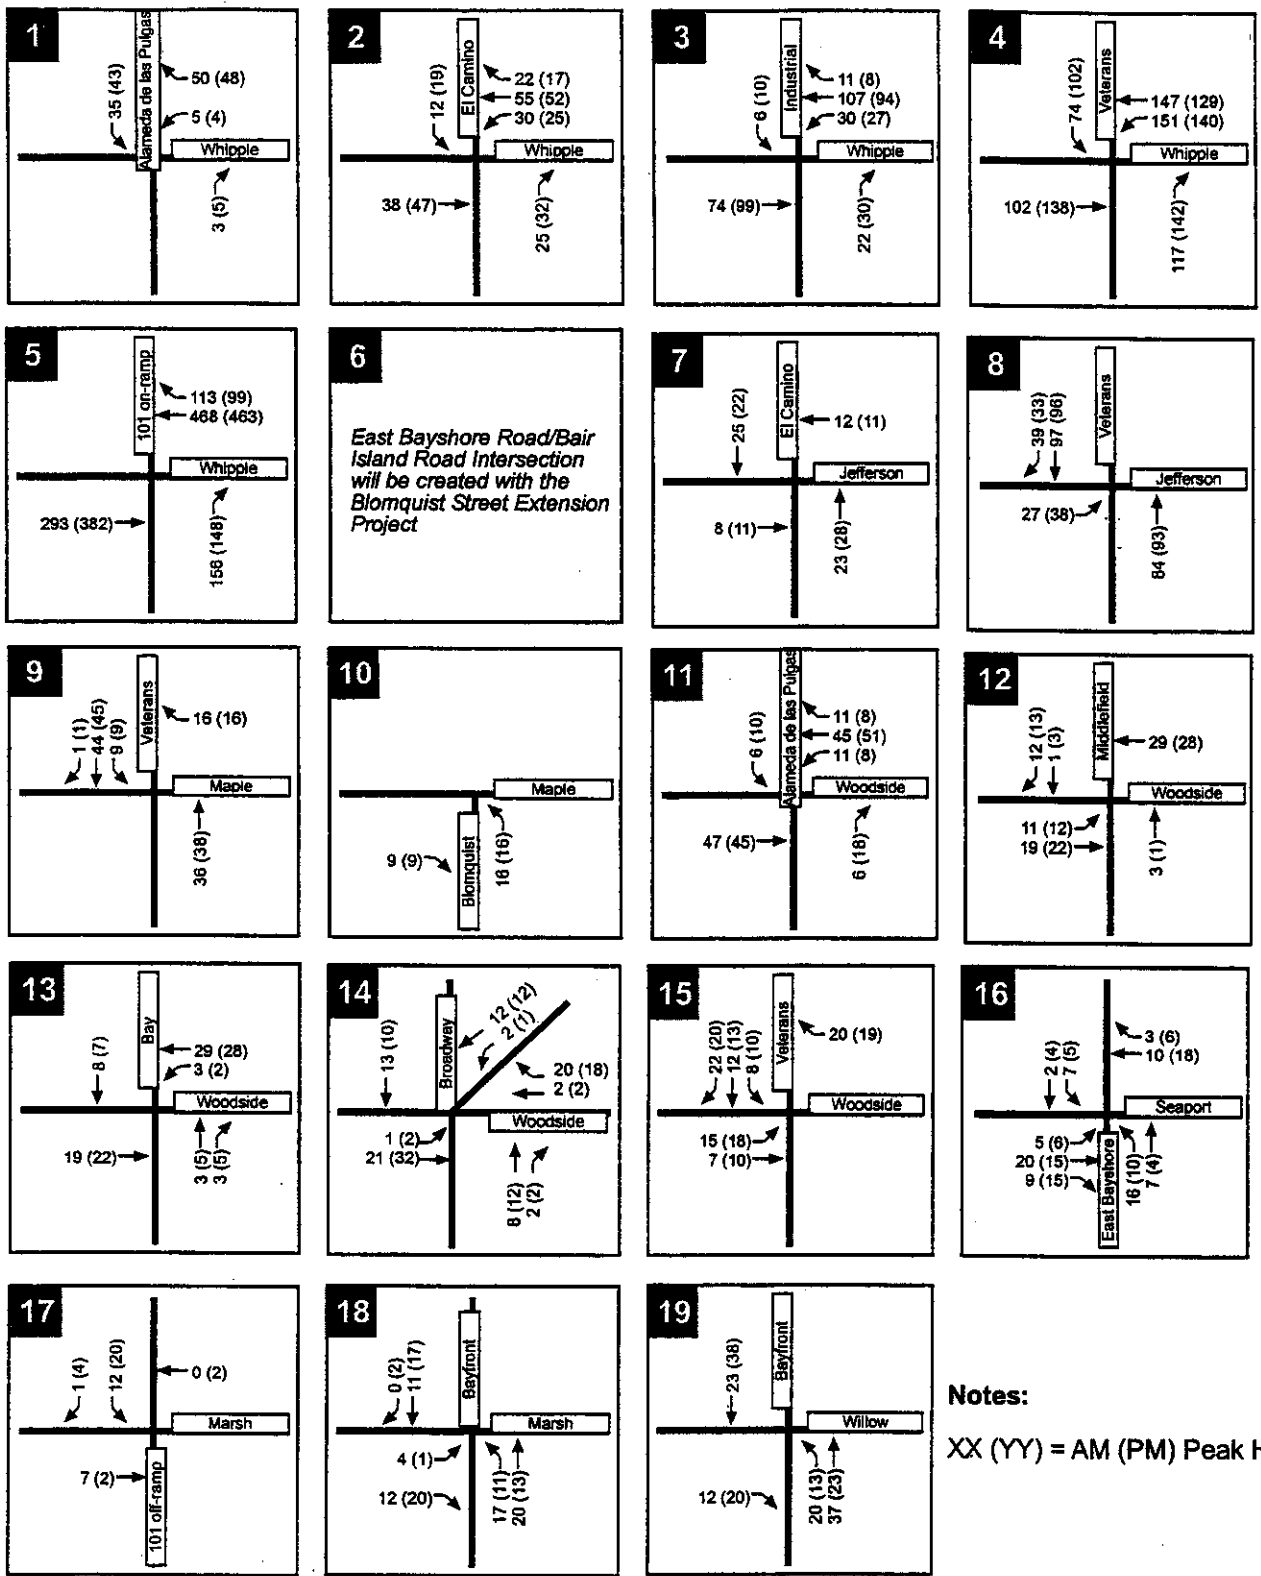 1
Alameda de las Pulgas
35 (43)
50 (48)
5 (4)
Whipple
3 (5)
2
El Camino
12 (19)
22 (17)
55 (52)
30 (25)
Whipple
38 (47)
25 (32)
3
Industrial
6 (10)
11 (8)
107 (94)
30 (27)
Whipple
74 (99)
22 (30)
4
Veterans
74 (102)
147 (129)
151 (140)
Whipple
102 (138)
117 (142)
5
101 on-ramp
113 (99)
468 (463)
Whipple
293 (382)
158 (148)
6
East Bayshore Road/Bair
Island Road Intersection
will be created with the
Blomquist Street Extension
Project
7
El Camino
25 (22)
12 (11)
Jefferson
8 (11)
23 (28)
8
Veterans
39 (33)
97 (96)
Jefferson
27 (38)
84 (93)
9
Veterans
1 (1)
44 (45)
9 (9)
16 (16)
Maple
36 (38)
10
Maple
Blomquist
9 (9)
16 (16)
11
Alameda de las Pulgas
6 (10)
11 (8)
45 (51)
11 (8)
Woodside
47 (45)
6 (18)
12
Middlefield
12 (13)
1 (3)
29 (28)
Woodside
11 (12)
19 (22)
3 (1)
13
Bay
8 (7)
29 (28)
3 (2)
Woodside
19 (22)
3 (5)
3 (5)
14
Broadway
13 (10)
12 (12)
2 (1)
20 (18)
2 (2)
Woodside
1 (2)
21 (32)
8 (12)
2 (2)
15
Veterans
22 (20)
12 (13)
8 (10)
20 (19)
Woodside
15 (18)
7 (10)
16
2 (4)
7 (5)
3 (6)
10 (18)
Seaport
5 (6)
20 (15)
9 (15)
East Bayshore
16 (10)
7 (4)
17
1 (4)
12 (20)
0 (2)
Marsh
7 (2)
101 off-ramp
18
Bayfront
0 (2)
11 (17)
Marsh
4 (1)
12 (20)
17 (11)
20 (13)
19
Bayfront
23 (38)
Willow
12 (20)
20 (13)
37 (23)
Notes:
XX (YY) = AM (PM) Peak H